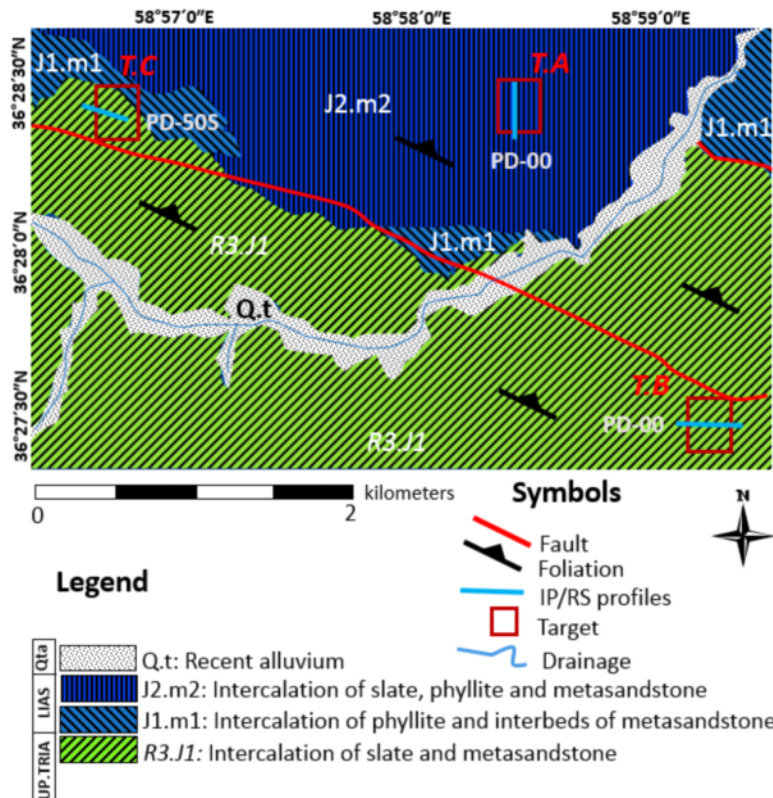 58°57′0″E 58°58′0″E 58°59′0″E
36°28′30″N
36°28′0″N
36°27′30″N
J1.m1
T.C
T.A
J2.m2
PD-50S
PD-00
J1.m1
R3.J1
J1.m1
Q.t
T.B
PD-00
R3.J1
0 2 kilometers
Symbols
N
Fault
Foliation
IP/RS profiles
Target
Drainage
Legend
Qta
Q.t: Recent alluvium
LIAS
J2.m2: Intercalation of slate, phyllite and metasandstone
J1.m1: Intercalation of phyllite and interbeds of metasandstone
UP.TRIA
R3.J1: Intercalation of slate and metasandstone